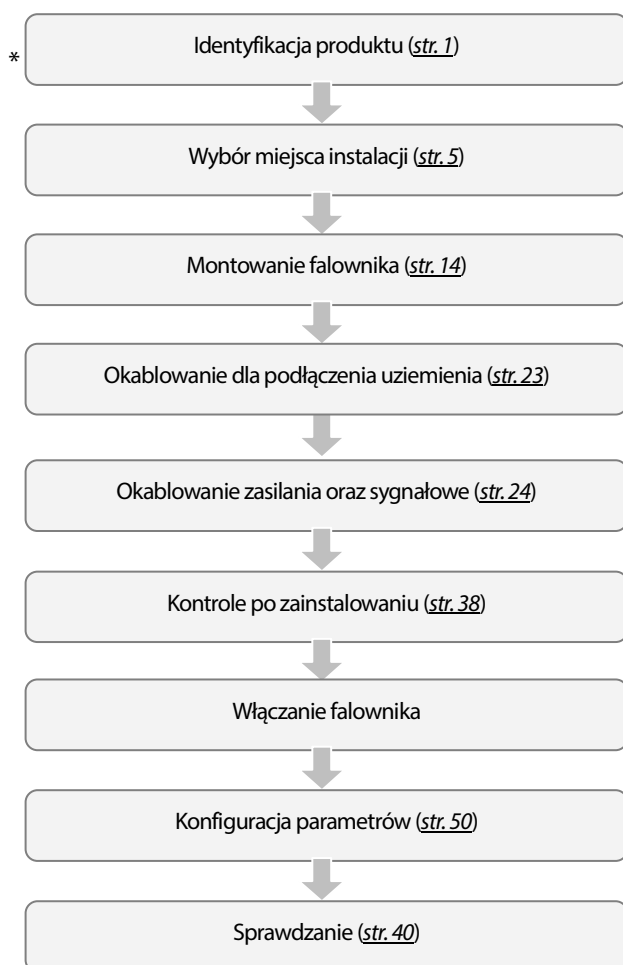 Identyfikacja produktu (str. 1)
*
Wybór miejsca instalacji (str. 5)
Montowanie falownika (str. 14)
Okablowanie dla podłączenia uziemienia (str. 23)
Okablowanie zasilania oraz sygnałowe (str. 24)
Kontrole po zainstalowaniu (str. 38)
Włączanie falownika
Konfiguracja parametrów (str. 50)
Sprawdzanie (str. 40)